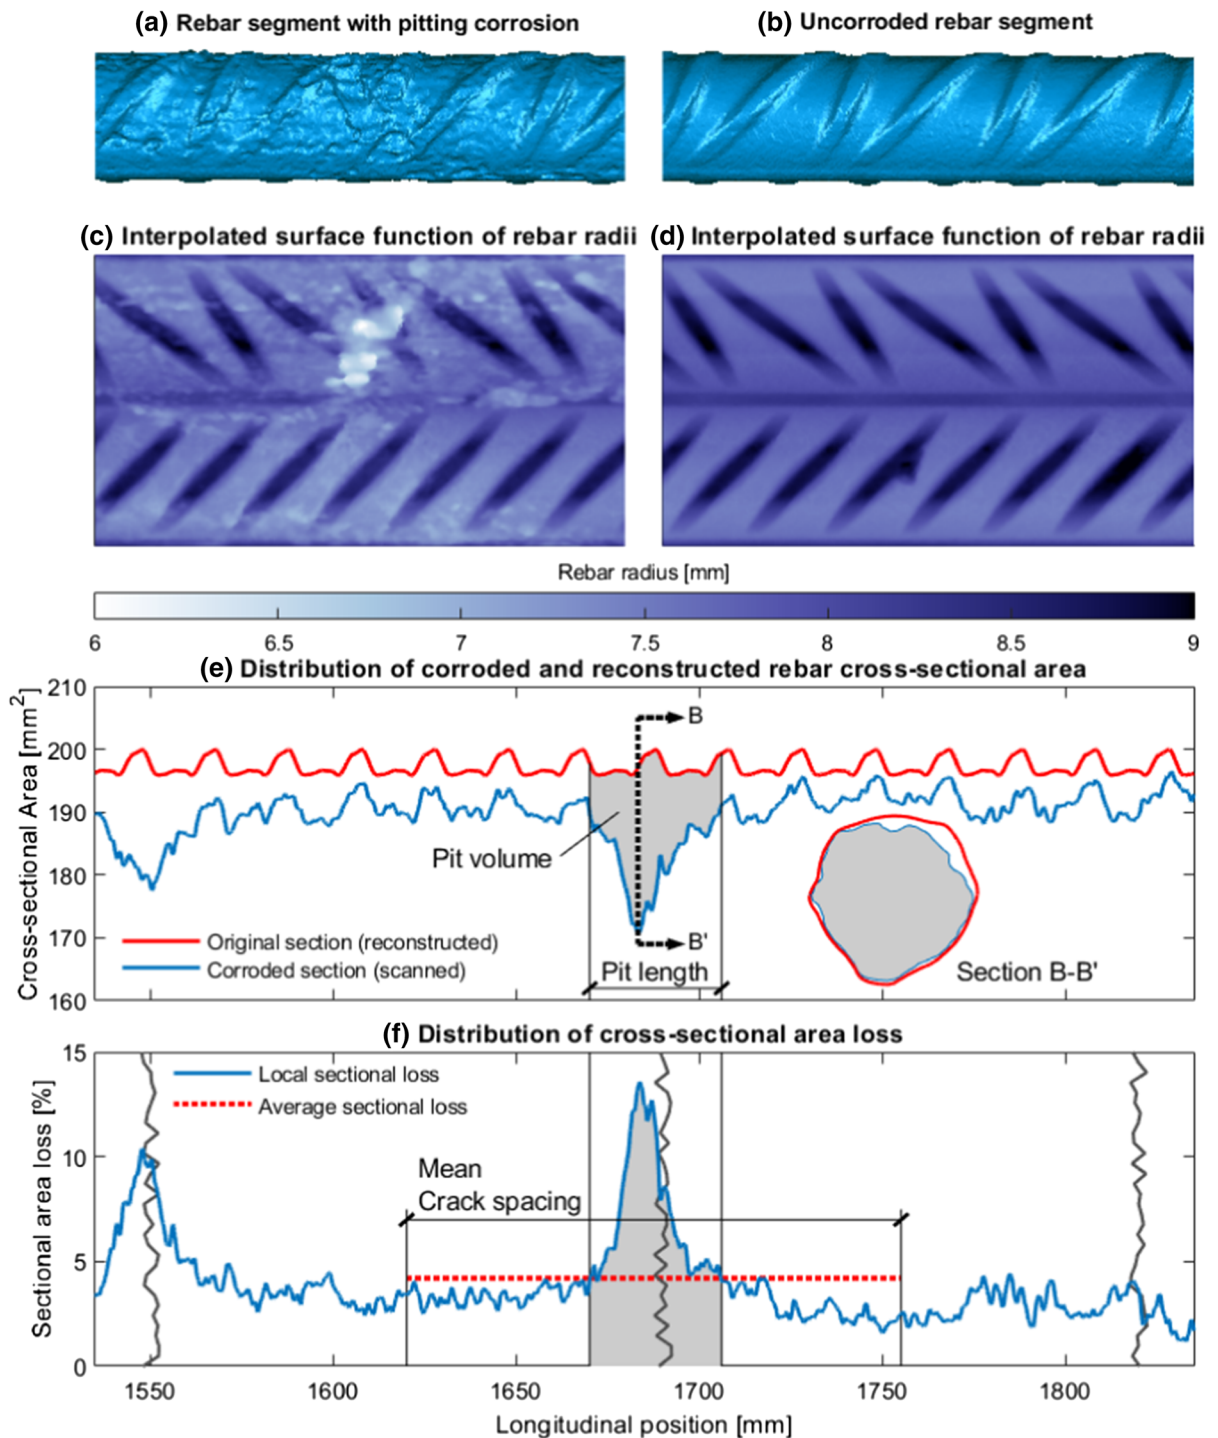 (a) Rebar segment with pitting corrosion
(b) Uncorroded rebar segment
(c) Interpolated surface function of rebar radii
(d) Interpolated surface function of rebar radii
Rebar radius [mm]
6 6.5 7 7.5 8 8.5 9
(e) Distribution of corroded and reconstructed rebar cross-sectional area
Cross-sectional Area [mm²]
210
200
190
180
170
160
B
Pit volume
B'
Original section (reconstructed)
Corroded section (scanned)
Pit length
Section B-B'
(f) Distribution of cross-sectional area loss
Sectional area loss [%]
15
10
5
0
Local sectional loss
Average sectional loss
Mean
Crack spacing
1550 1600 1650 1700 1750 1800
Longitudinal position [mm]